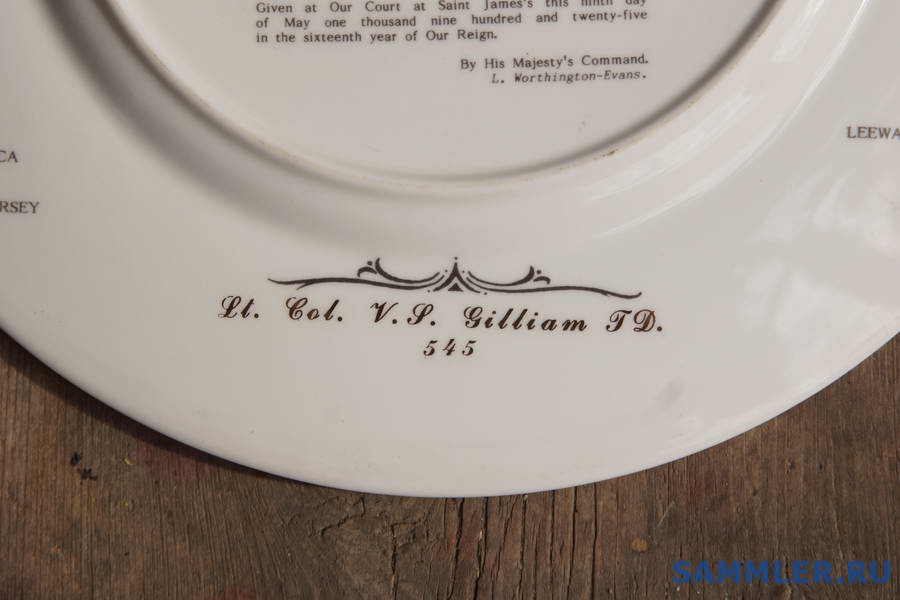 Given at Our Court at Saint James's this ninth day
of May one thousand nine hundred and twenty-five
in the sixteenth year of Our Reign.
By His Majesty's Command.
L. Worthington-Evans.
CA
RSEY
LEEWA
Lt. Col. V.S. Gilliam TD.
545
SAMMLER.RU